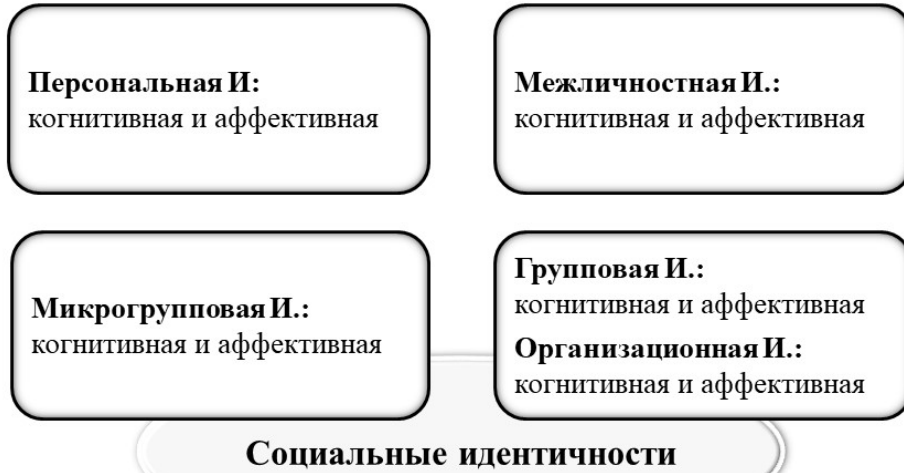 Персональная И:
когнитивная и аффективная
Межличностная И.:
когнитивная и аффективная
Микрогрупповая И.:
когнитивная и аффективная
Групповая И.:
когнитивная и аффективная
Организационная И.:
когнитивная и аффективная
Социальные идентичности